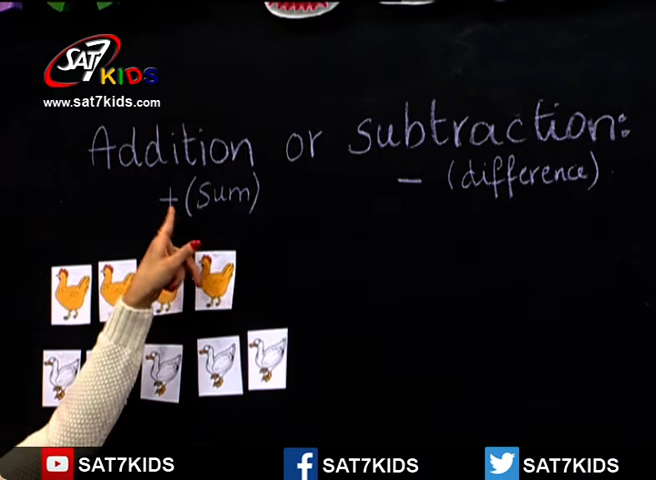 SAT7
KIDS
www.sat7kids.com
Addition or subtraction:
+ (Sum) - (difference)
SAT7KIDS SAT7KIDS SAT7KIDS